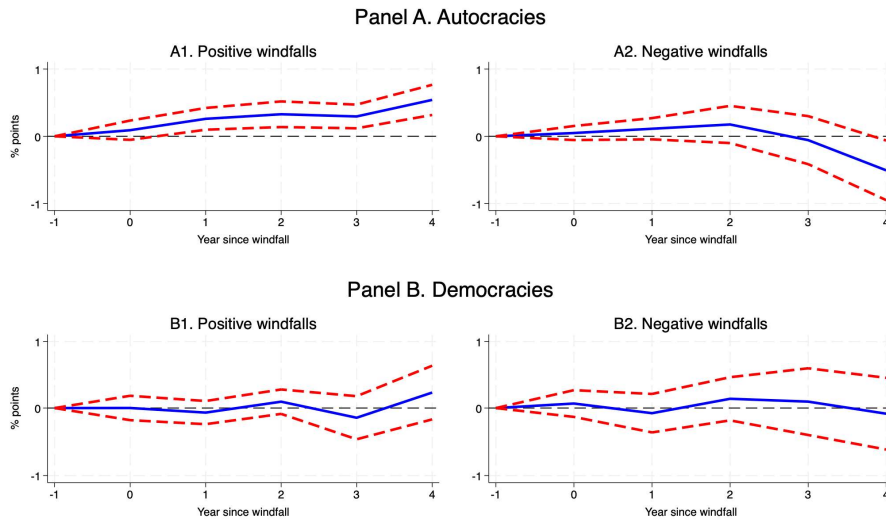 Panel A. Autocracies
A1. Positive windfalls
A2. Negative windfalls
1
0
-1
% points
-1 0 1 2 3 4
Year since windfall
1
0
-1
-1 0 1 2 3 4
Year since windfall
Panel B. Democracies
B1. Positive windfalls
B2. Negative windfalls
1
0
-1
% points
-1 0 1 2 3 4
Year since windfall
1
0
-1
-1 0 1 2 3 4
Year since windfall